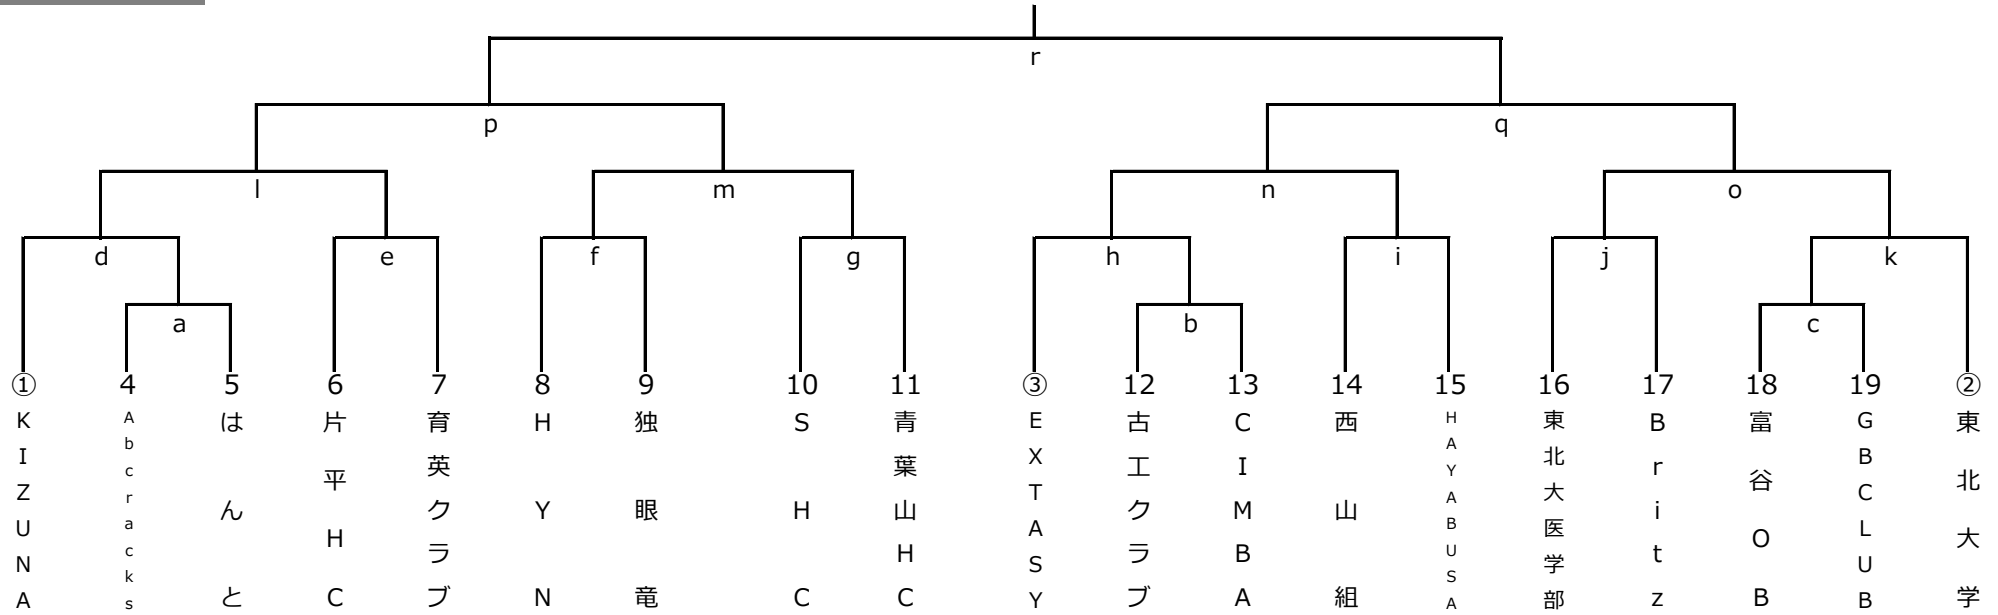 r
p
q
l
m
n
o
d
e
f
g
h
i
j
k
a
b
c
①
4
5
6
7
8
9
10
11
③
12
13
14
15
16
17
18
19
②
KIZUNA
Abcracks
はんと
片平HC
育英クラブ
HYN
独眼竜
SHC
青葉山HC
EXTASY
古工クラブ
CIMBA
西山組
HAYABUSA
東北大医学部
Britz
富谷OB
GBCLUB
東北大学